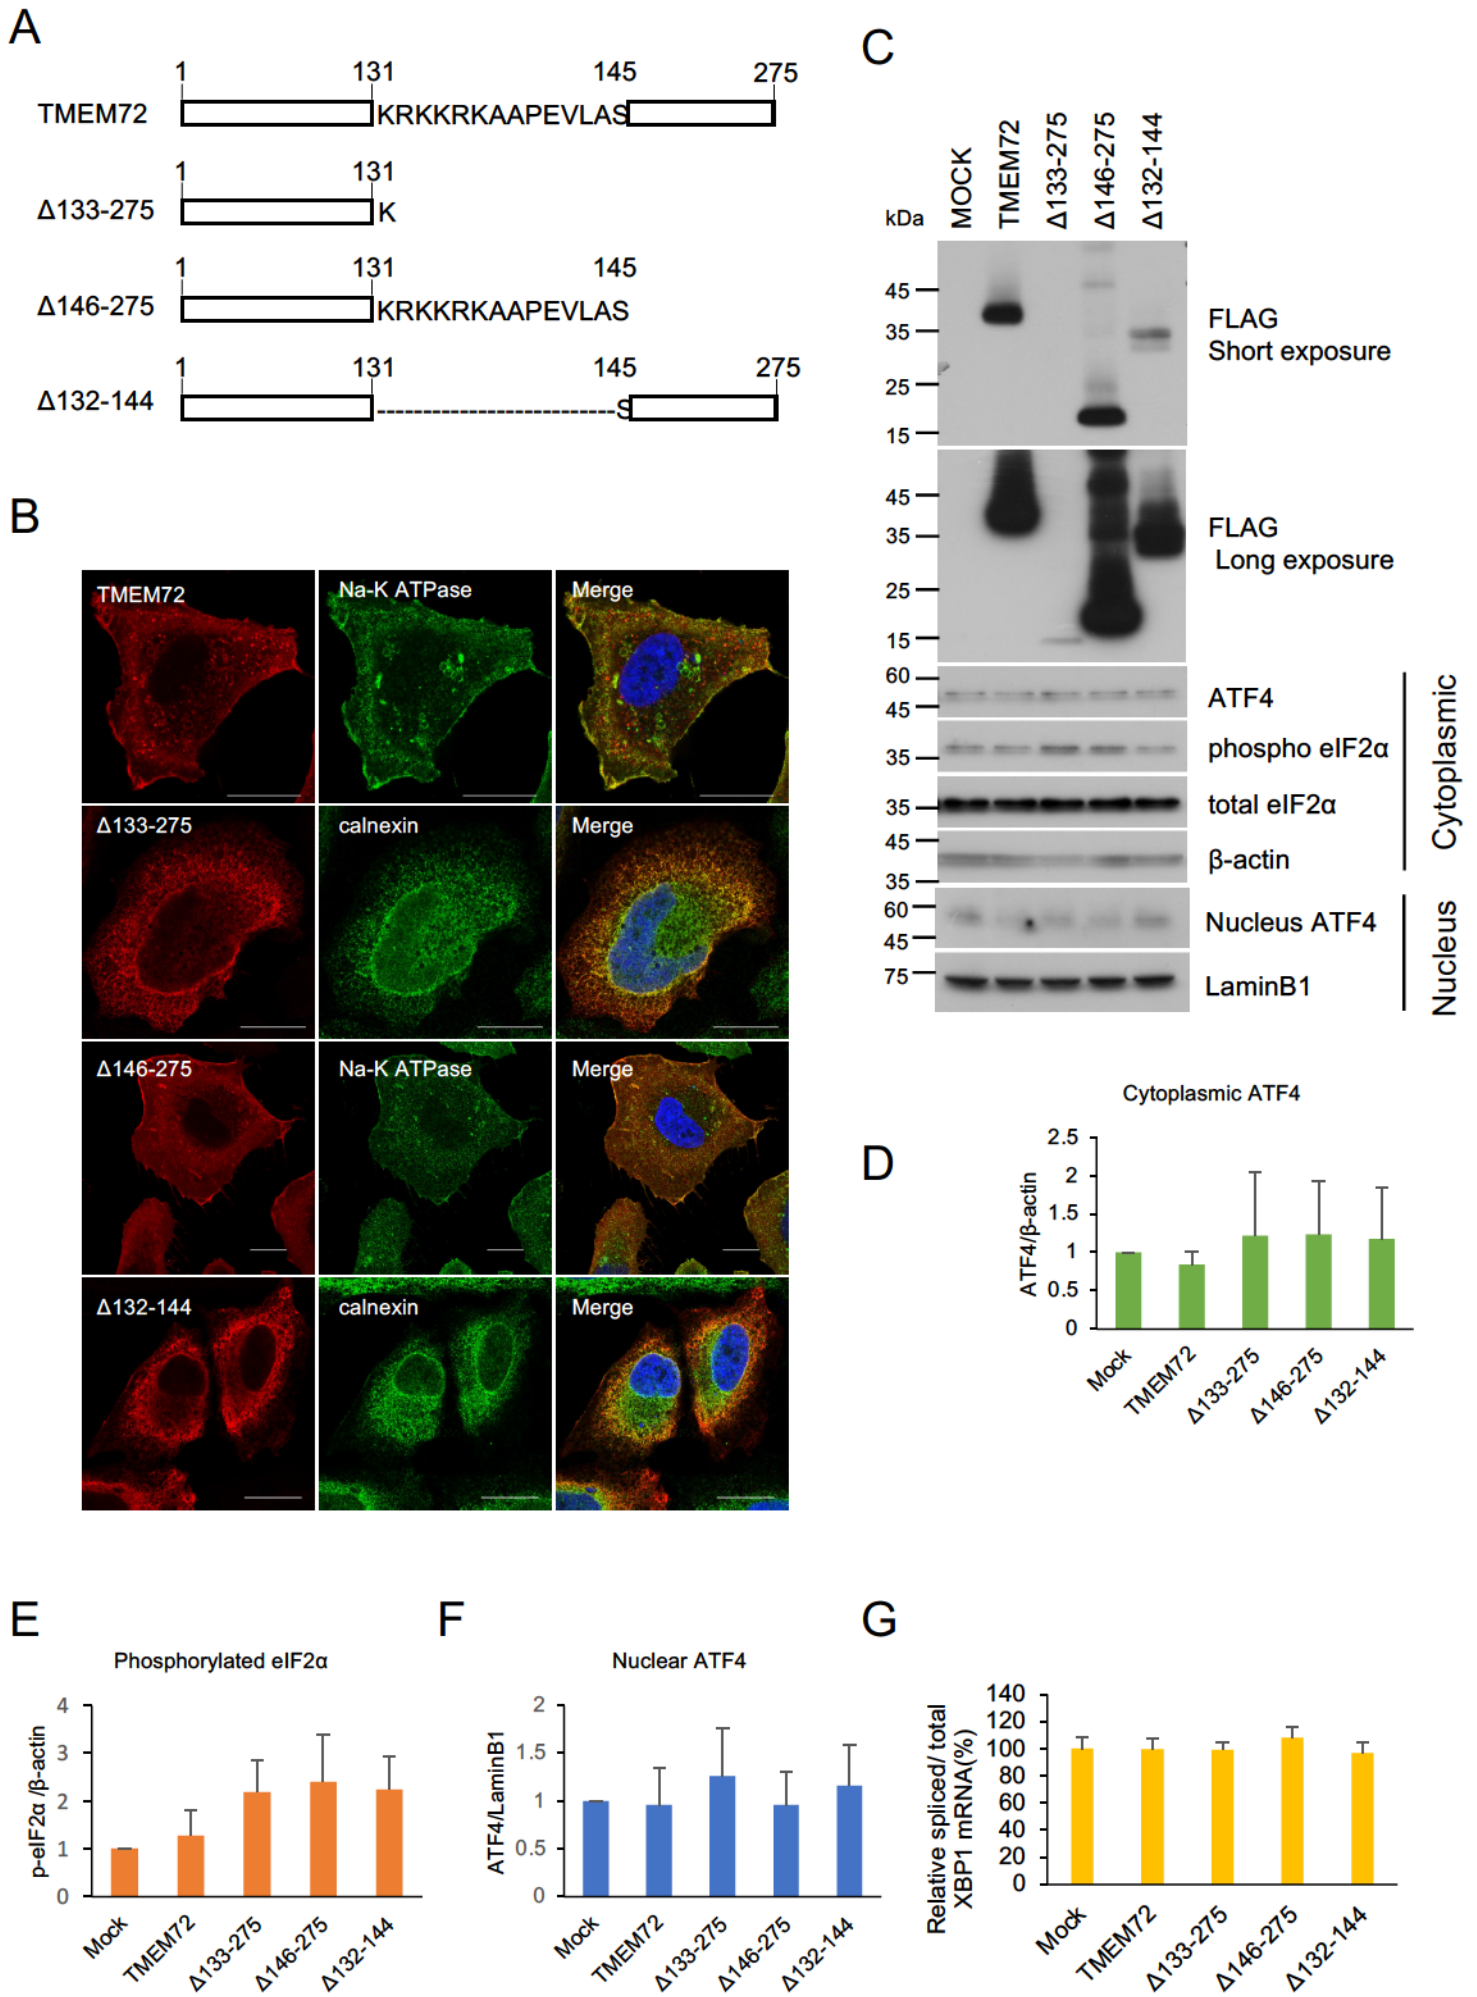 A
1 131 145 275
TMEM72 KRKKRKAAPEVLAS
1 131
Δ133-275 K
1 131 145
Δ146-275 KRKKRKAAPEVLAS
1 131 145 275
Δ132-144 S
B
TMEM72 Na-K ATPase Merge
Δ133-275 calnexin Merge
Δ146-275 Na-K ATPase Merge
Δ132-144 calnexin Merge
C
kDa MOCK TMEM72 Δ133-275 Δ146-275 Δ132-144
45
35
25
15
FLAG
Short exposure
45
35
25
15
FLAG
Long exposure
60
45
ATF4
35
phospho eIF2α
35
total eIF2α
45
35
β-actin
Cytoplasmic
60
45
Nucleus ATF4
75
LaminB1
Nucleus
D
Cytoplasmic ATF4
ATF4/β-actin
2.5
2
1.5
1
0.5
0
Mock TMEM72 Δ133-275 Δ146-275 Δ132-144
E
Phosphorylated eIF2α
p-eIF2α /β-actin
4
3
2
1
0
Mock TMEM72 Δ133-275 Δ146-275 Δ132-144
F
Nuclear ATF4
ATF4/LaminB1
2
1.5
1
0.5
0
Mock TMEM72 Δ133-275 Δ146-275 Δ132-144
G
Relative spliced/ total
XBP1 mRNA(%)
140
120
100
80
60
40
20
0
Mock TMEM72 Δ133-275 Δ146-275 Δ132-144